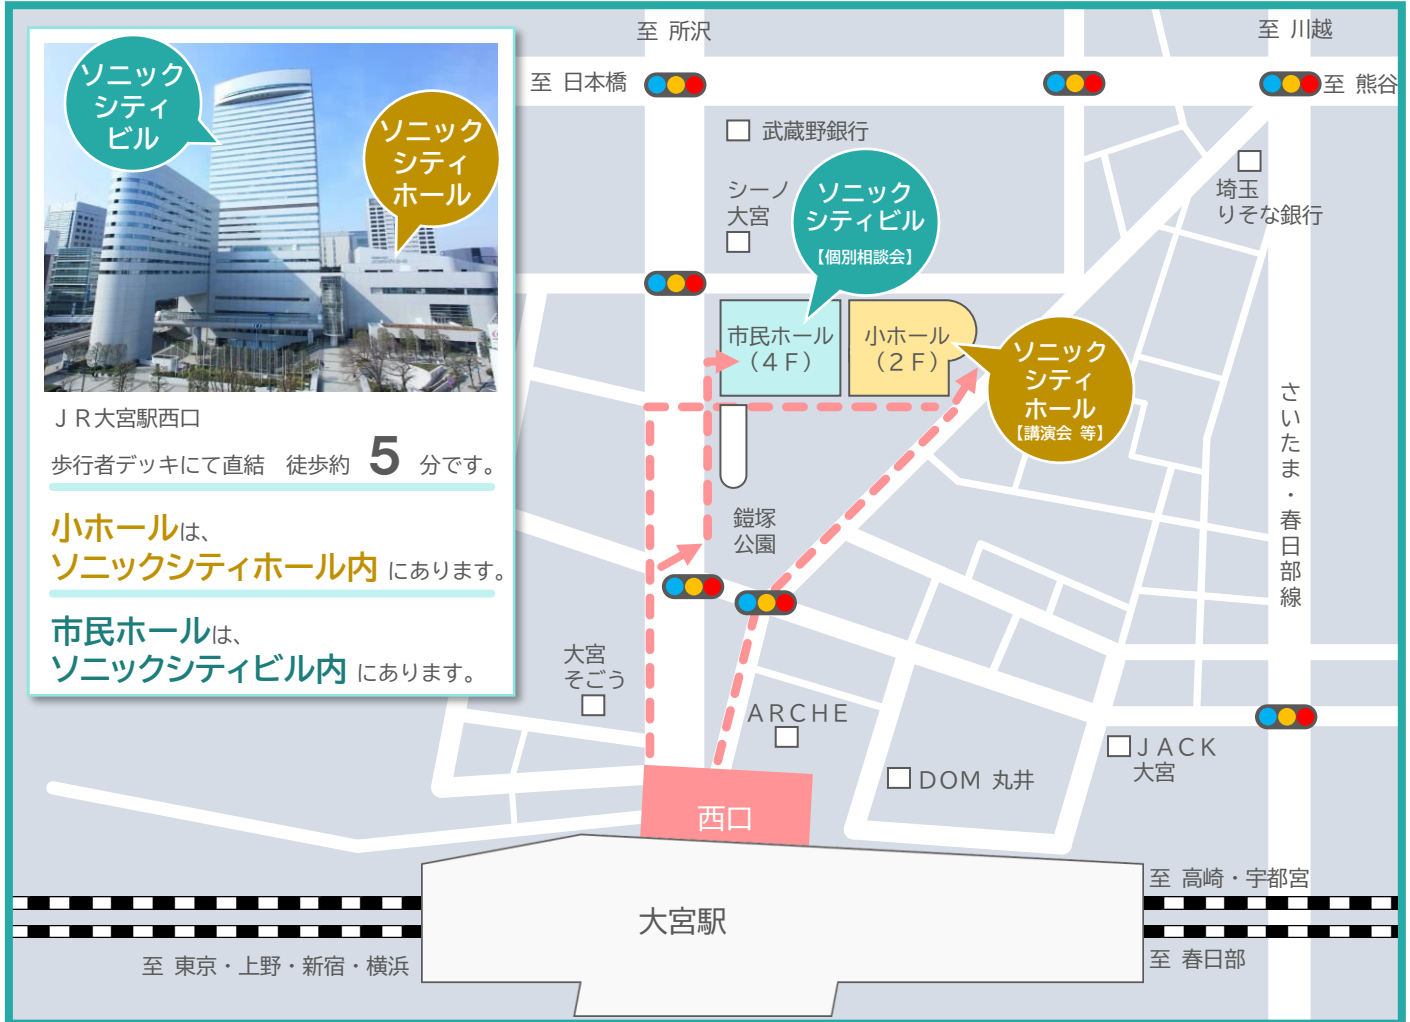 ソニック
シティ
ビル
ソニック
シティ
ホール
ＪＲ大宮駅西口
歩行者デッキにて直結　徒歩約 5 分です。
小ホールは、
ソニックシティホール内 にあります。
市民ホールは、
ソニックシティビル内 にあります。
至 所沢
至 川越
至 日本橋
至 熊谷
武蔵野銀行
シーノ
大宮
ソニック
シティビル
【個別相談会】
埼玉
りそな銀行
市民ホール
（４Ｆ）
小ホール
（２Ｆ）
ソニック
シティ
ホール
【講演会 等】
さいたま・春日部線
鎧塚
公園
大宮
そごう
ＡＲＣＨＥ
ＪＡＣＫ
大宮
ＤＯＭ 丸井
西口
大宮駅
至 高崎・宇都宮
至 東京・上野・新宿・横浜
至 春日部